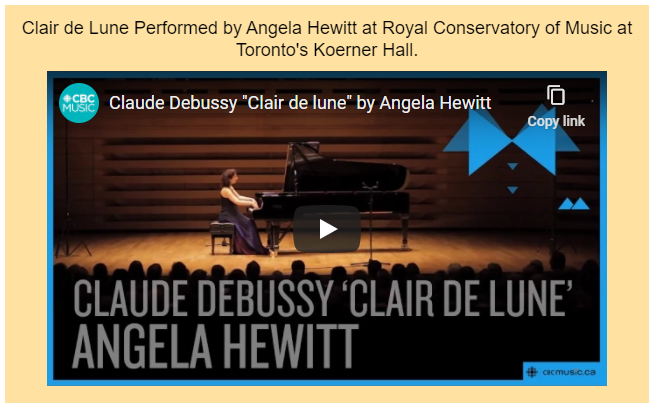 Clair de Lune Performed by Angela Hewitt at Royal Conservatory of Music at
Toronto's Koerner Hall.
CBC
MUSIC
Claude Debussy "Clair de lune" by Angela Hewitt
Copy link
CLAUDE DEBUSSY ‘CLAIR DE LUNE’
ANGELA HEWITT
CBCmusic.ca